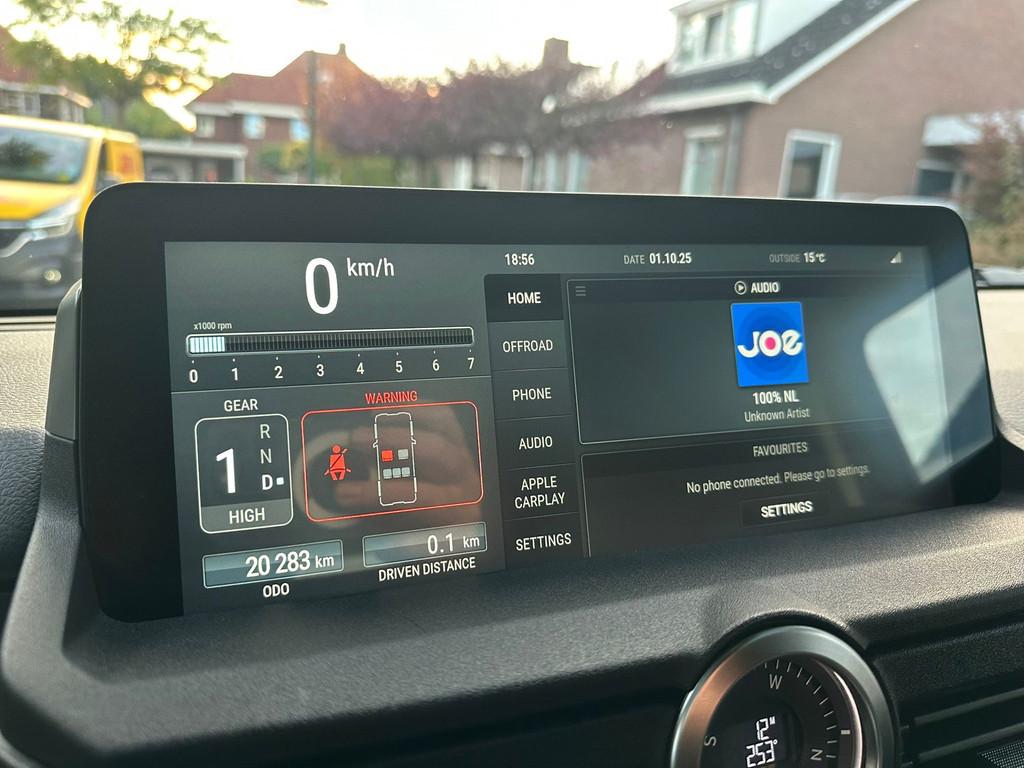 0 km/h
x1000 rpm
0 1 2 3 4 5 6 7
GEAR
1
R
N
D
HIGH
WARNING
20 283 km
ODO
0.1 km
DRIVEN DISTANCE
18:56
DATE 01.10.25
OUTSIDE 15°C
HOME
OFFROAD
PHONE
AUDIO
APPLE
CARPLAY
SETTINGS
AUDIO
JOE
100% NL
Unknown Artist
FAVOURITES
No phone connected. Please go to settings.
SETTINGS
W
S
N
12M
253°